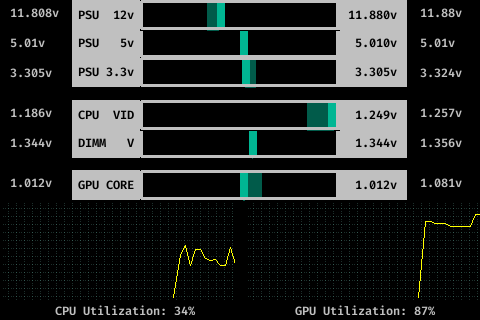 11.808v PSU 12v 11.880v 11.88v
5.01v PSU 5v 5.010v 5.01v
3.305v PSU 3.3v 3.305v 3.324v
1.186v CPU VID 1.249v 1.257v
1.344v DIMM V 1.344v 1.356v
1.012v GPU CORE 1.012v 1.081v
CPU Utilization: 34% GPU Utilization: 87%